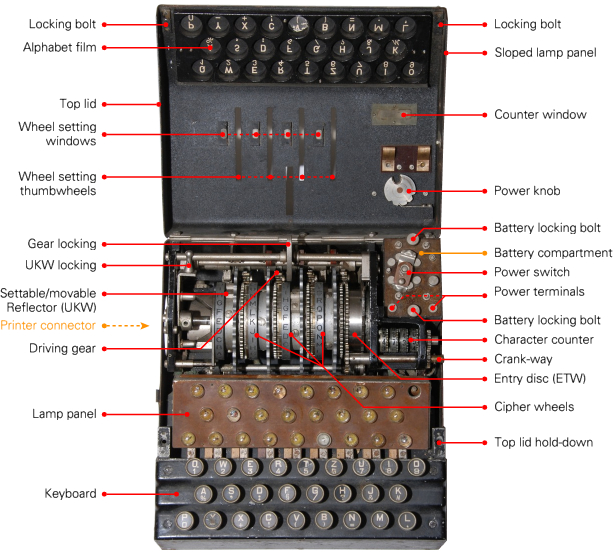 Locking bolt
Alphabet film
Top lid
Wheel setting
windows
Wheel setting
thumbwheels
Gear locking
UKW locking
Settable/movable
Reflector (UKW)
Printer connector
Driving gear
Lamp panel
Keyboard
Locking bolt
Sloped lamp panel
Counter window
Power knob
Battery locking bolt
Battery compartment
Power switch
Power terminals
Battery locking bolt
Character counter
Crank-way
Entry disc (ETW)
Cipher wheels
Top lid hold-down
Q W E R T Z U I O
A S D F G H J K
P Y X C V B N M L